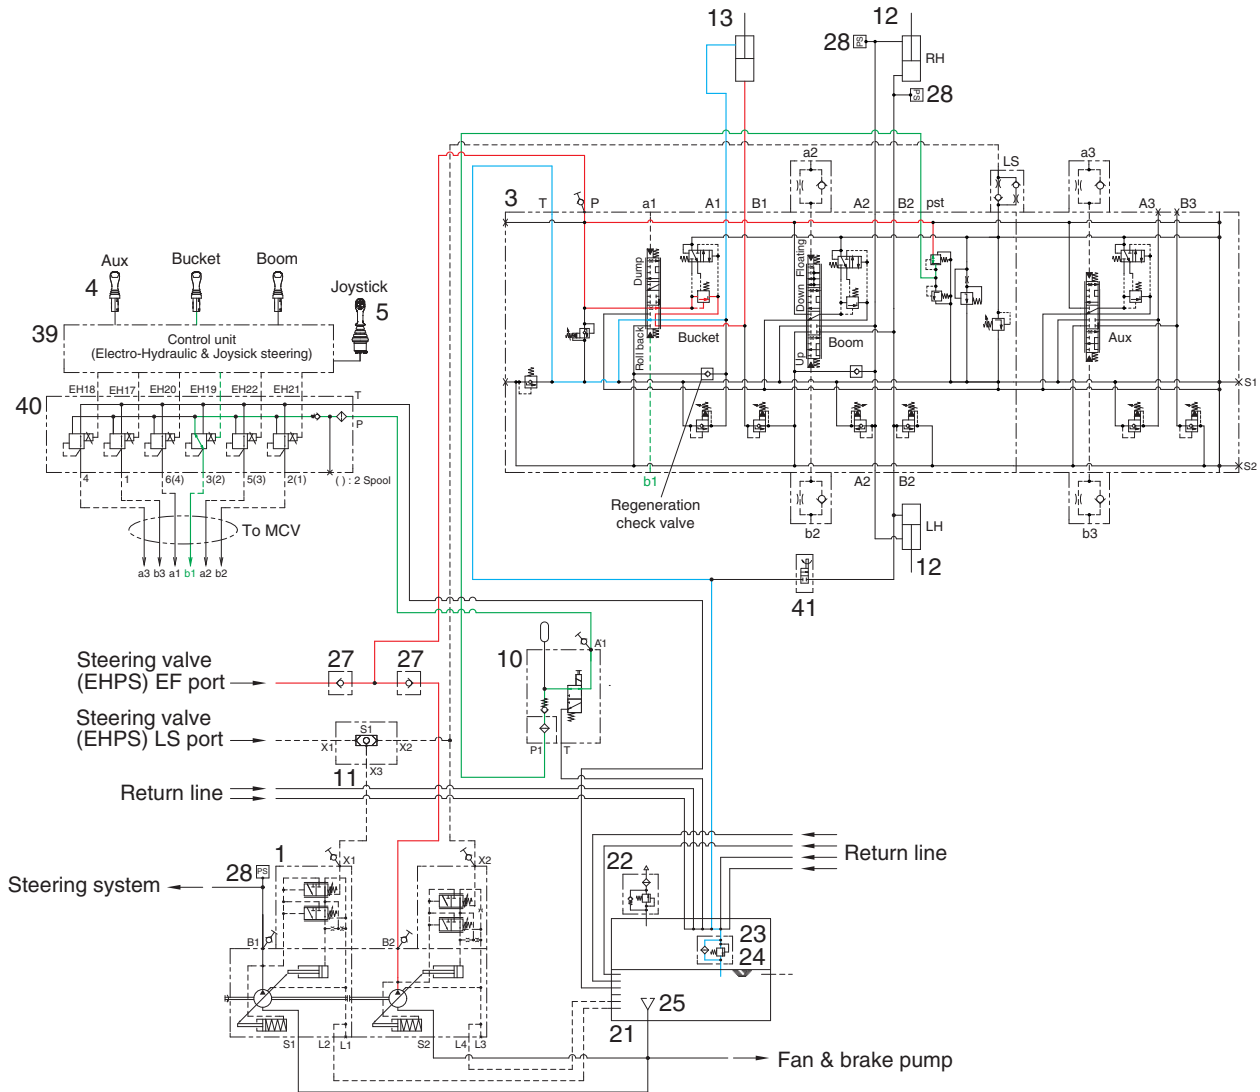 13
12
28
PS
RH
PS
28
a2
a3
LS
3
T
P
a1
A1
B1
A2
B2
pst
A3
B3
Aux
Bucket
Boom
4
Joystick
5
Dump
Down Floating
39
Control unit
(Electro-Hydraulic & Joysick steering)
Roll back
Bucket
Up
Boom
Aux
EH18
EH17
EH20
EH19
EH22
EH21
T
S1
40
P
4
1
6(4)
3(2)
5(3)
2(1)
( ) : 2 Spool
S2
b1
A2
B2
Regeneration
check valve
b2
LH
b3
To MCV
12
a3
b3
a1
b1
a2
b2
41
Steering valve
(EHPS) EF port
27
27
10
A1
Steering valve
(EHPS) LS port
S1
X1
X2
X3
P1
T
11
Return line
1
X1
X2
22
Return line
28
PS
Steering system
B1
B2
23
24
25
21
S1
L2
L1
S2
L4
L3
Fan & brake pump